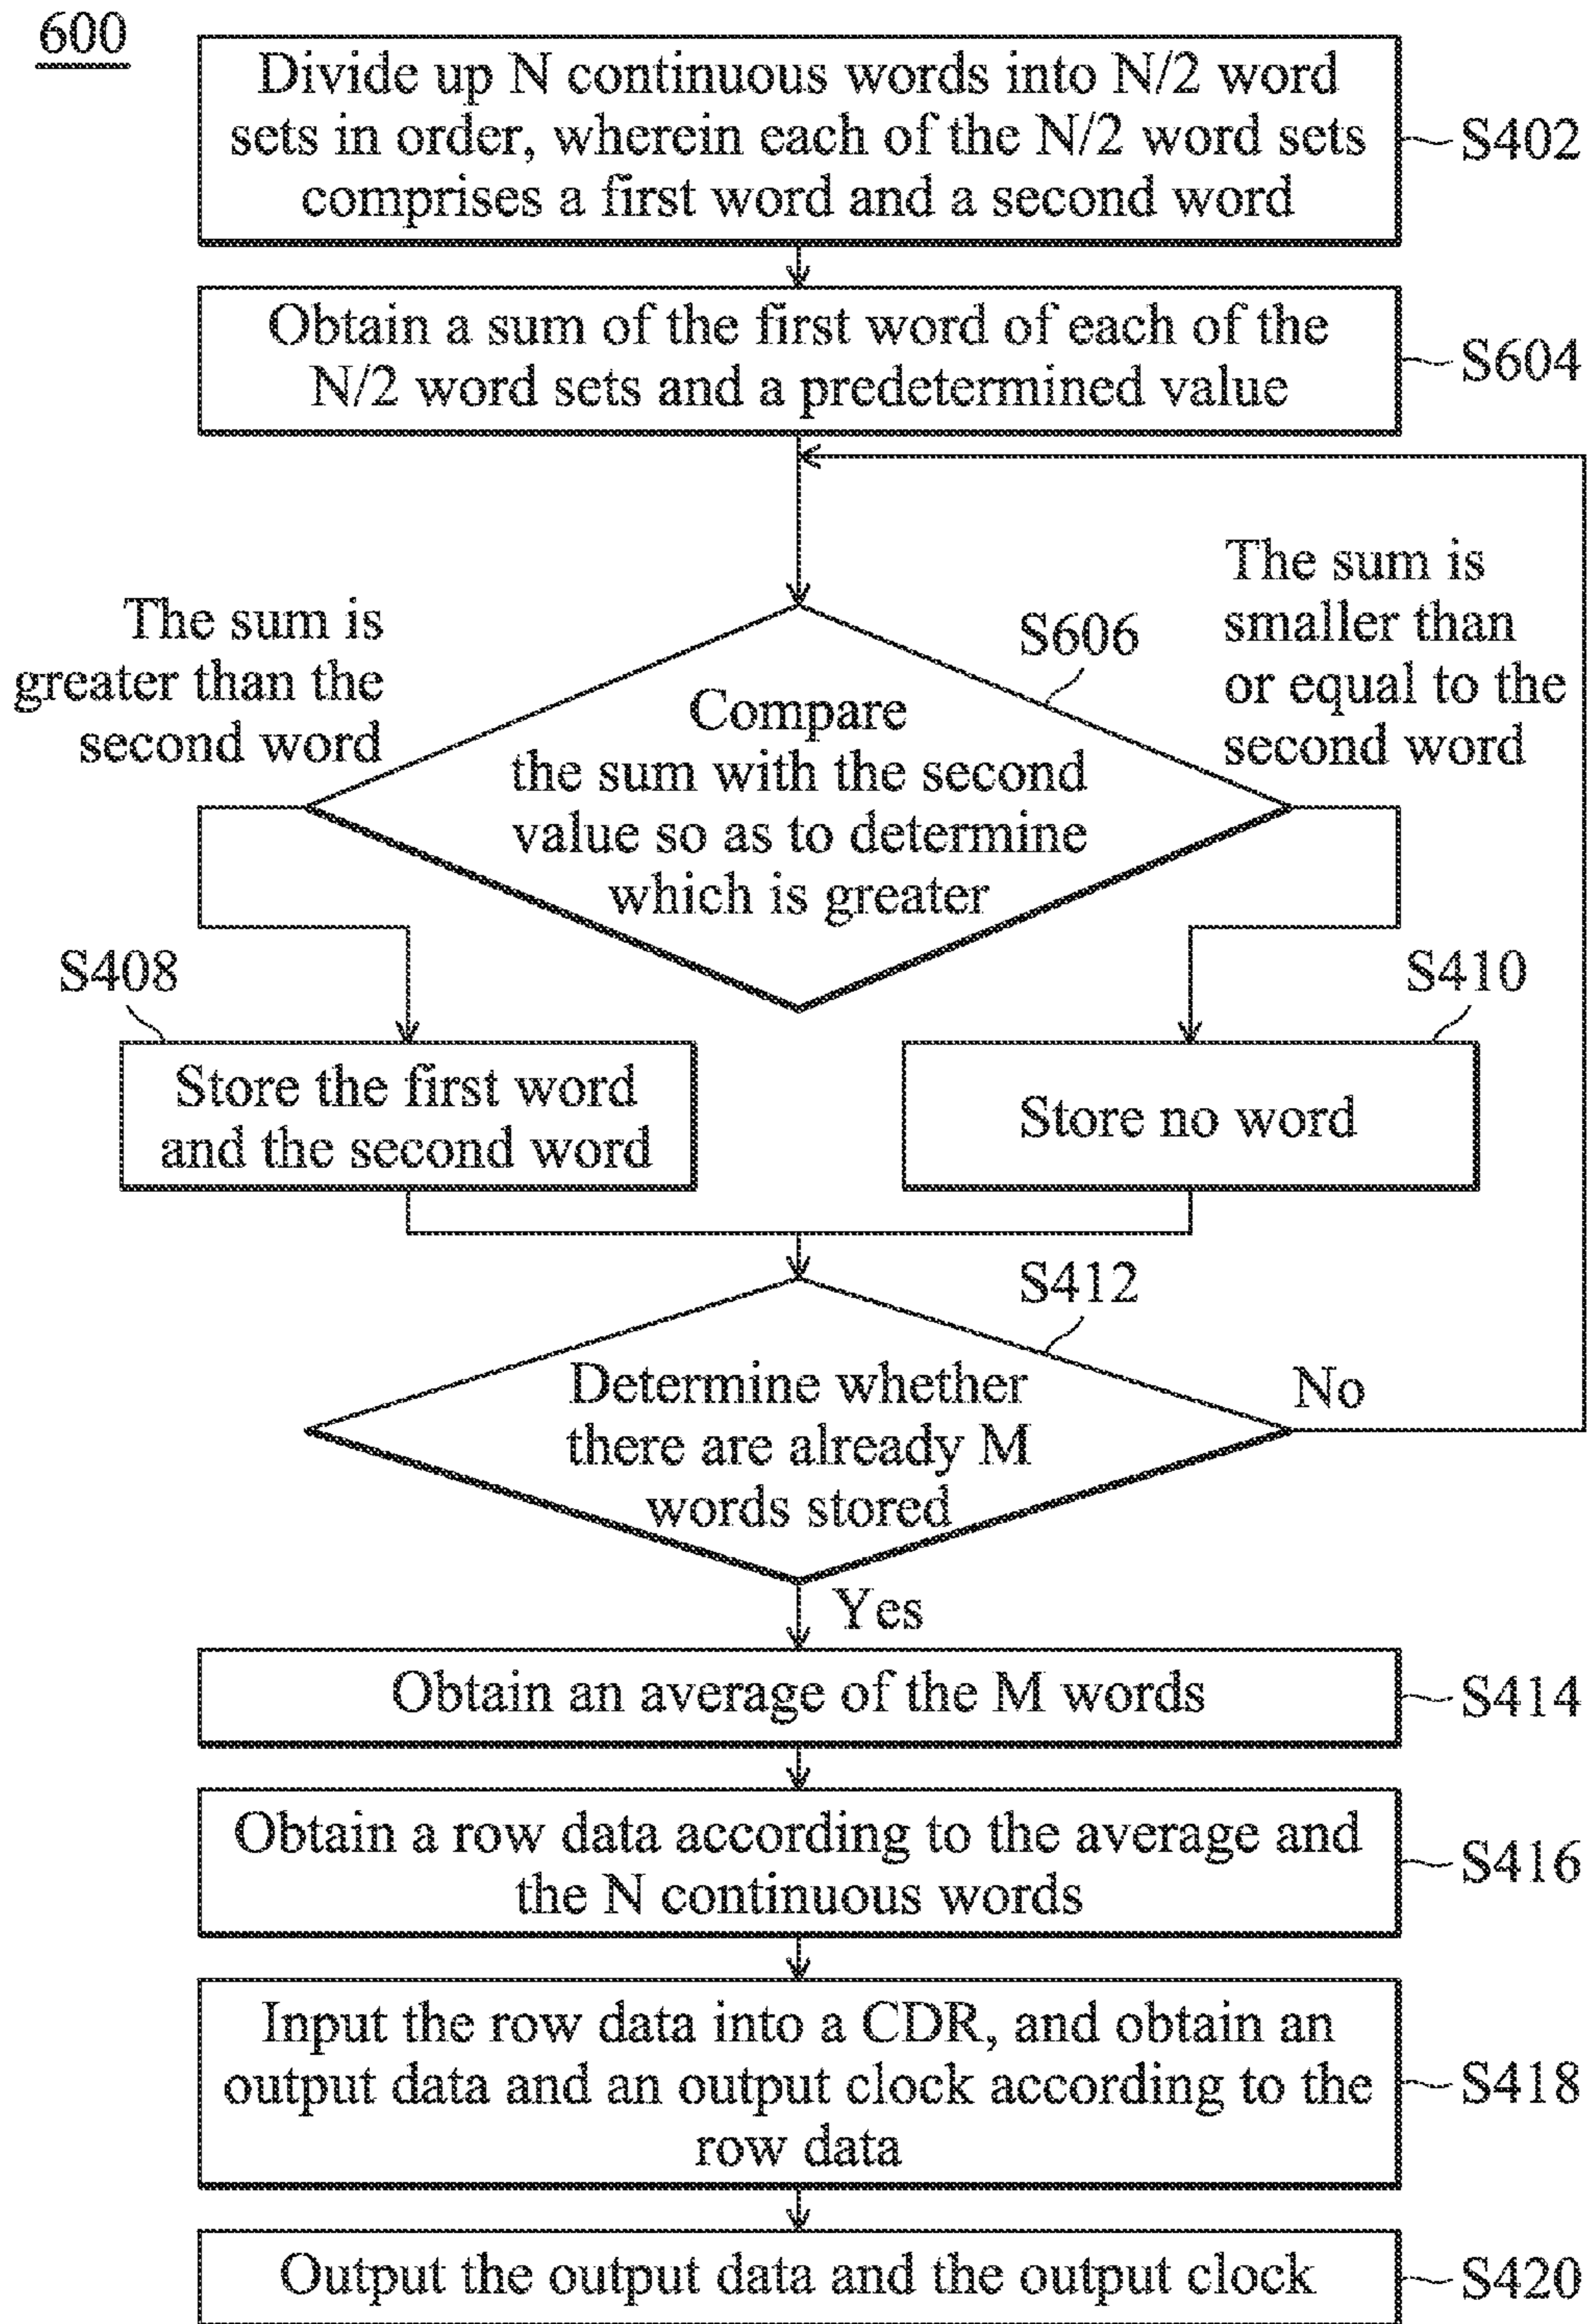 600
Divide up N continuous words into N/2 word
sets in order, wherein each of the N/2 word sets
comprises a first word and a second word
S402
Obtain a sum of the first word of each of the
N/2 word sets and a predetermined value
S604
The sum is
greater than the
second word
S606
The sum is
smaller than
or equal to the
second word
Compare
the sum with the second
value so as to determine
which is greater
S408
S410
Store the first word
and the second word
Store no word
S412
Determine whether
there are already M
words stored
No
Yes
Obtain an average of the M words
S414
Obtain a row data according to the average and
the N continuous words
S416
Input the row data into a CDR, and obtain an
output data and an output clock according to the
row data
S418
Output the output data and the output clock
S420